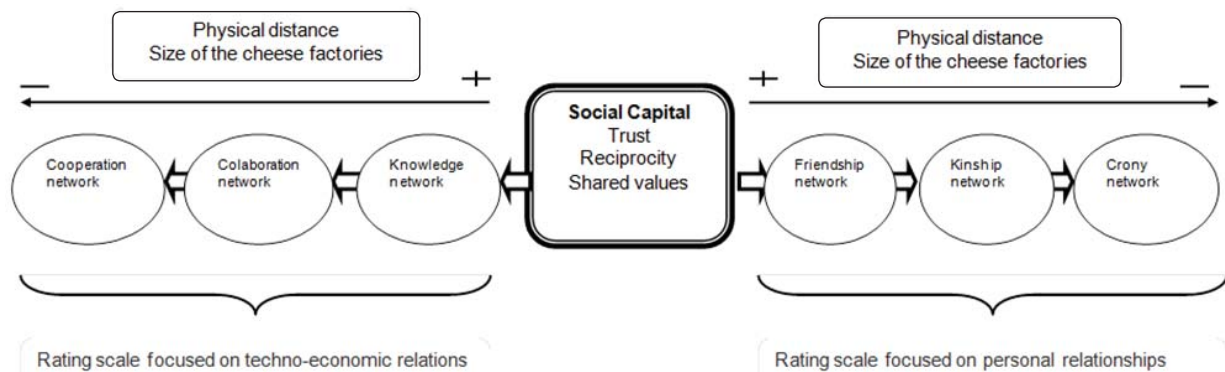 Physical distance
Size of the cheese factories
Physical distance
Size of the cheese factories
— +
+ —
Social Capital
Trust
Reciprocity
Shared values
Cooperation
network
Colaboration
network
Knowledge
network
Friendship
network
Kinship
network
Crony
network
Rating scale focused on techno-economic relations
Rating scale focused on personal relationships